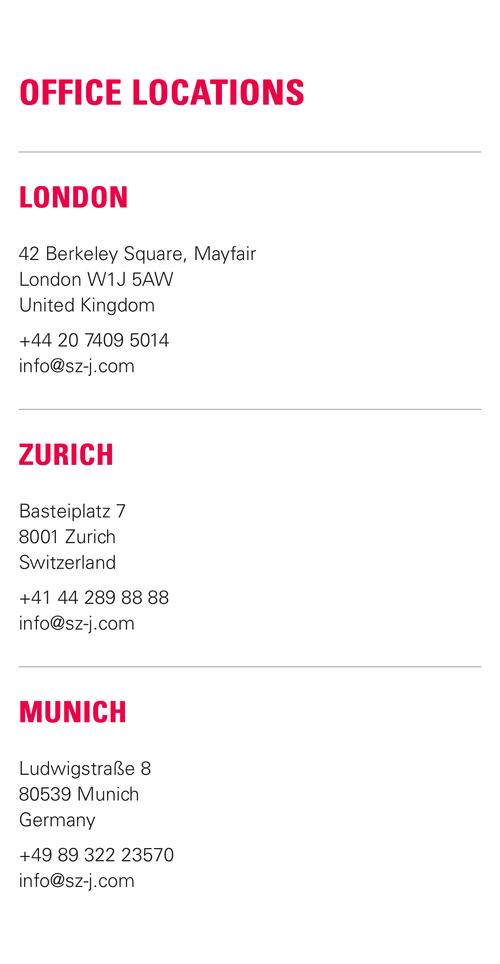 OFFICE LOCATIONS
LONDON
42 Berkeley Square, Mayfair
London W1J 5AW
United Kingdom
+44 20 7409 5014
info@sz-j.com
ZURICH
Basteiplatz 7
8001 Zurich
Switzerland
+41 44 289 88 88
info@sz-j.com
MUNICH
Ludwigstraße 8
80539 Munich
Germany
+49 89 322 23570
info@sz-j.com